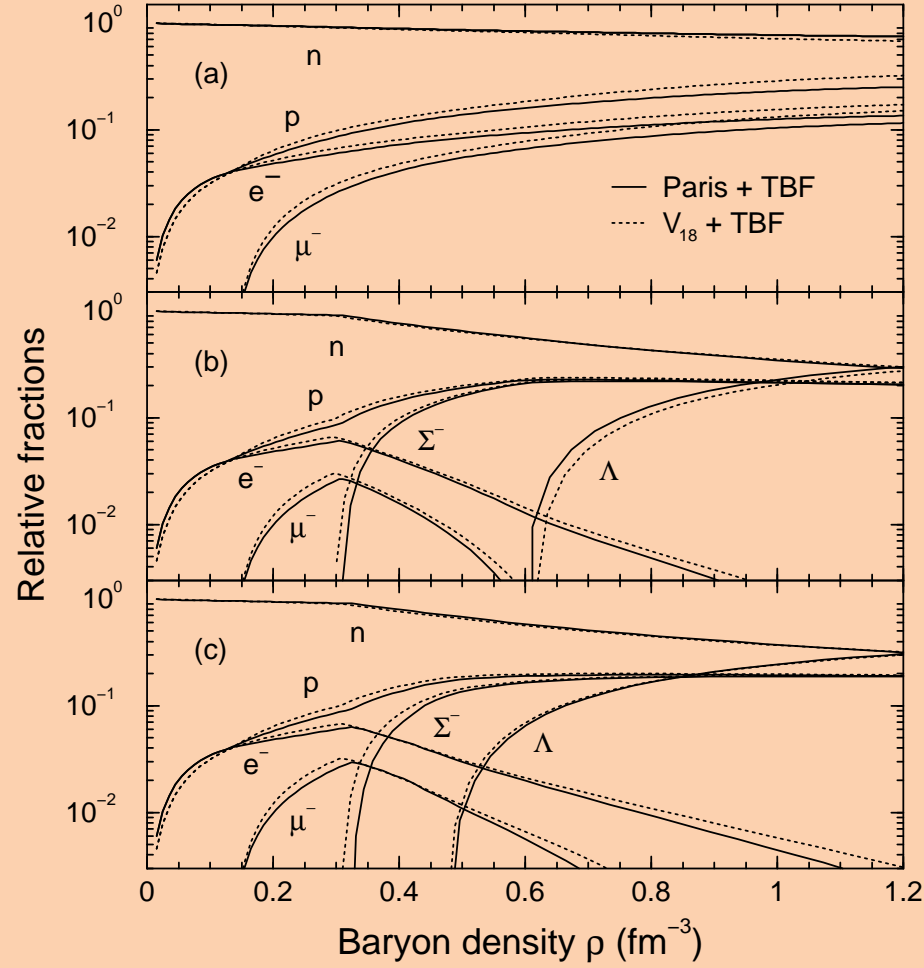 Relative fractions
10⁰
10⁻¹
10⁻²
(a)
n
p
e⁻
μ⁻
Paris + TBF
V₁₈ + TBF
10⁰
10⁻¹
10⁻²
(b)
n
p
e⁻
μ⁻
Σ⁻
Λ
10⁰
10⁻¹
10⁻²
(c)
n
p
e⁻
μ⁻
Σ⁻
Λ
0 0.2 0.4 0.6 0.8 1 1.2
Baryon density ρ (fm⁻³)